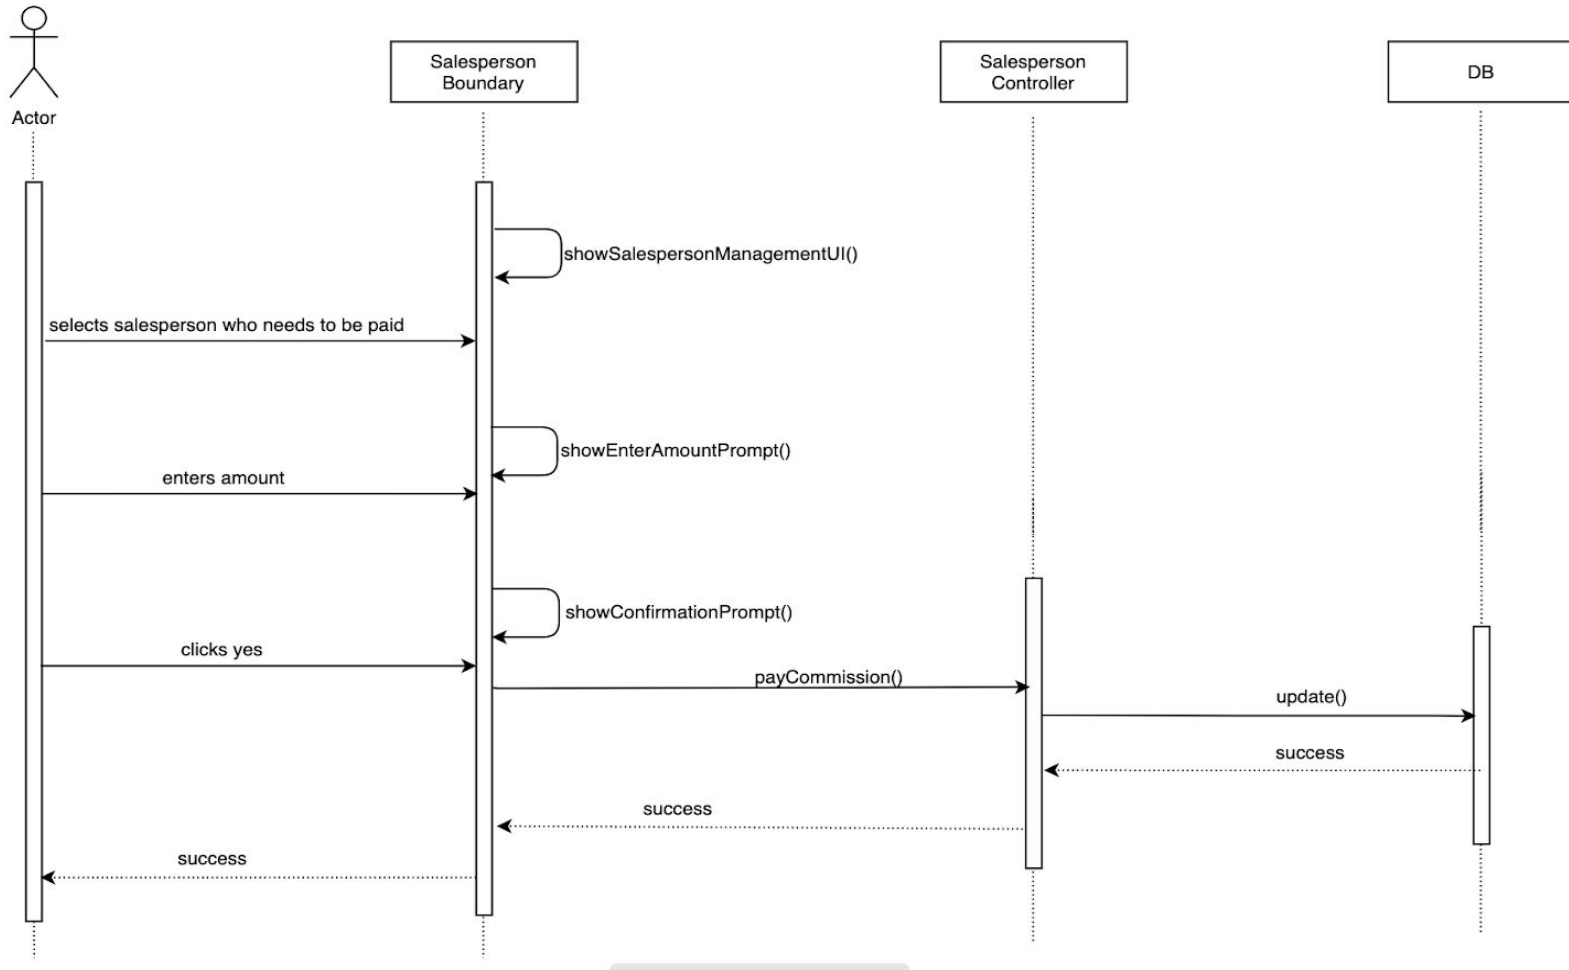 Actor
Salesperson
Boundary
Salesperson
Controller
DB
showSalespersonManagementUI()
selects salesperson who needs to be paid
showEnterAmountPrompt()
enters amount
showConfirmationPrompt()
clicks yes
payCommission()
update()
success
success
success